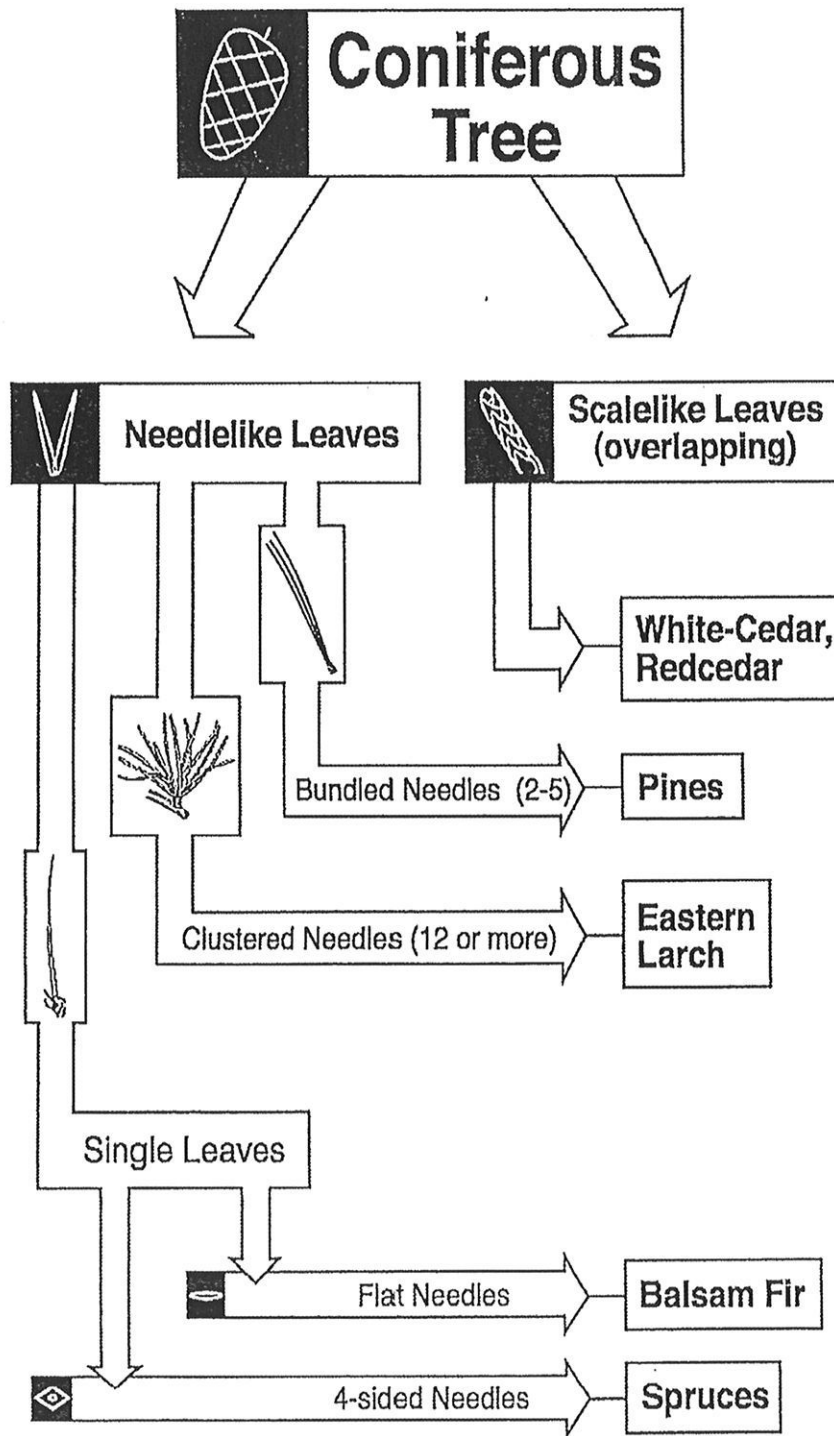 Coniferous
Tree
Needlelike Leaves
Scalelike Leaves
(overlapping)
White-Cedar,
Redcedar
Bundled Needles (2-5)
Pines
Clustered Needles (12 or more)
Eastern
Larch
Single Leaves
Flat Needles
Balsam Fir
4-sided Needles
Spruces